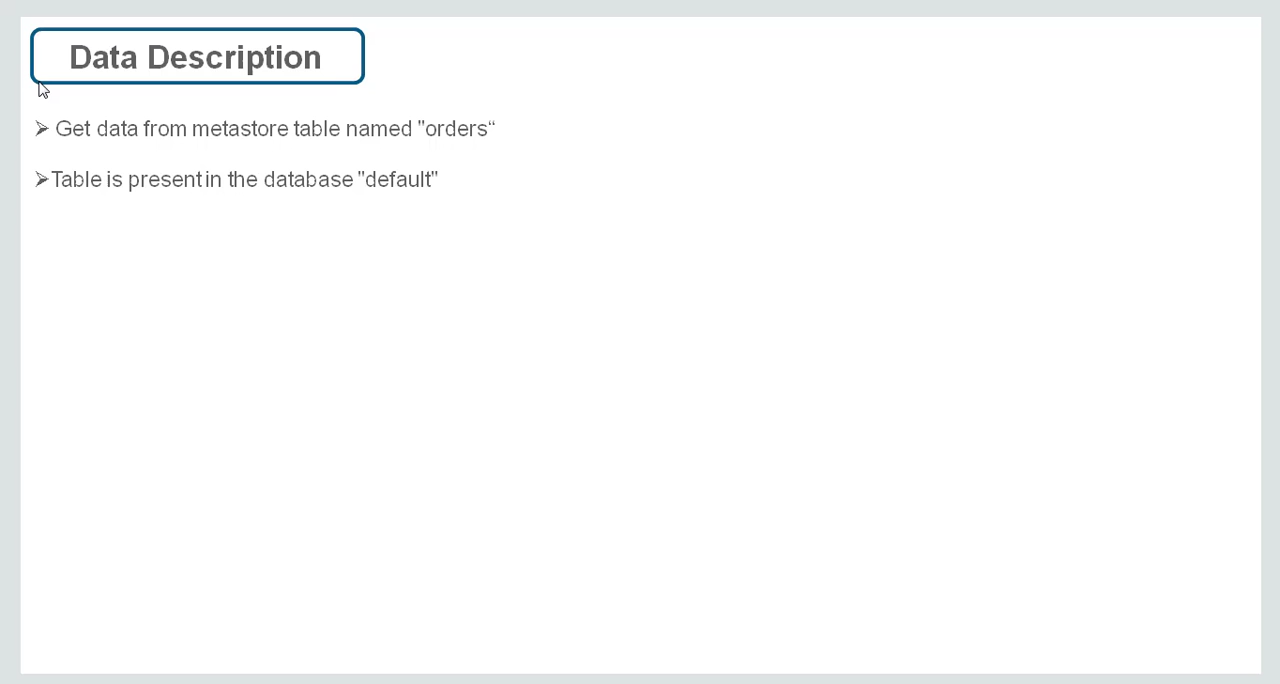 Data Description
➢ Get data from metastore table named ”orders“
➢Table is present in the database ”default”